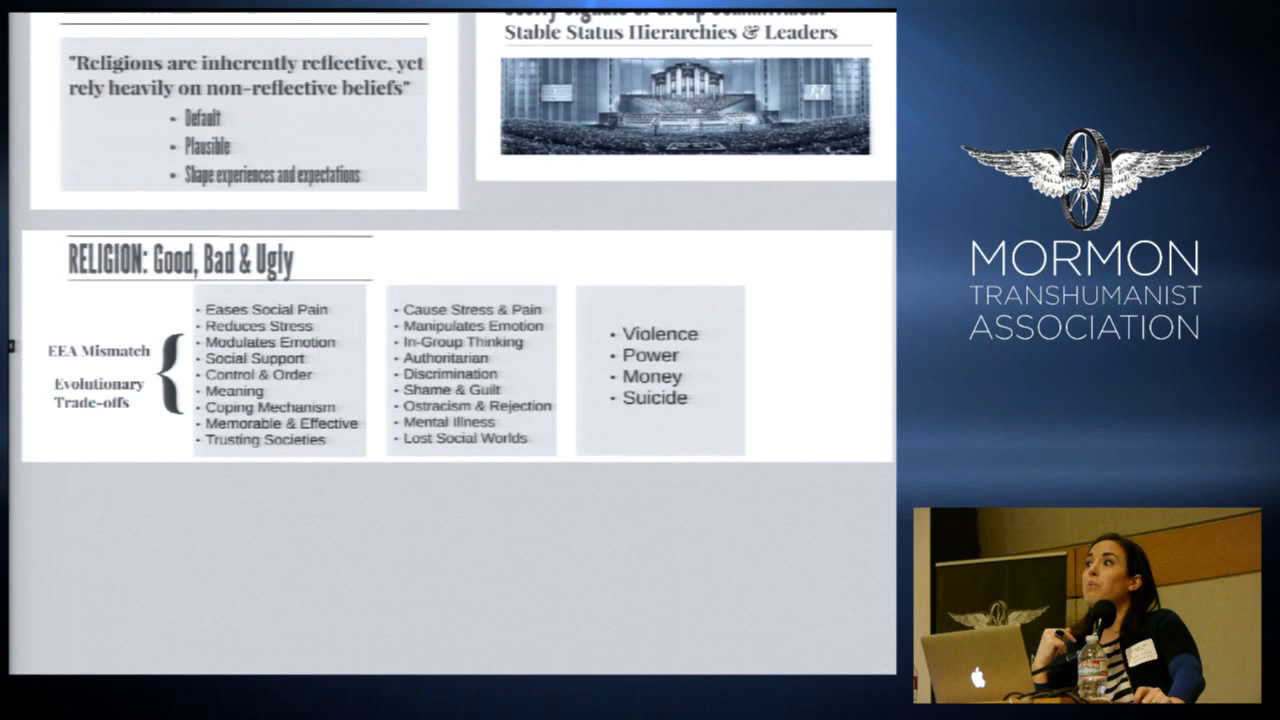 "Religions are inherently reflective, yet
rely heavily on non-reflective beliefs"
• Default
• Plausible
• Shape experiences and expectations
Stable Status Hierarchies & Leaders
RELIGION: Good, Bad & Ugly
EEA Mismatch
Evolutionary
Trade-offs
• Eases Social Pain
• Reduces Stress
• Modulates Emotion
• Social Support
• Control & Order
• Meaning
• Coping Mechanism
• Memorable & Effective
• Trusting Societies
• Cause Stress & Pain
• Manipulates Emotion
• In-Group Thinking
• Authoritarian
• Discrimination
• Shame & Guilt
• Ostracism & Rejection
• Mental Illness
• Lost Social Worlds
• Violence
• Power
• Money
• Suicide
MORMON
TRANSHUMANIST
ASSOCIATION